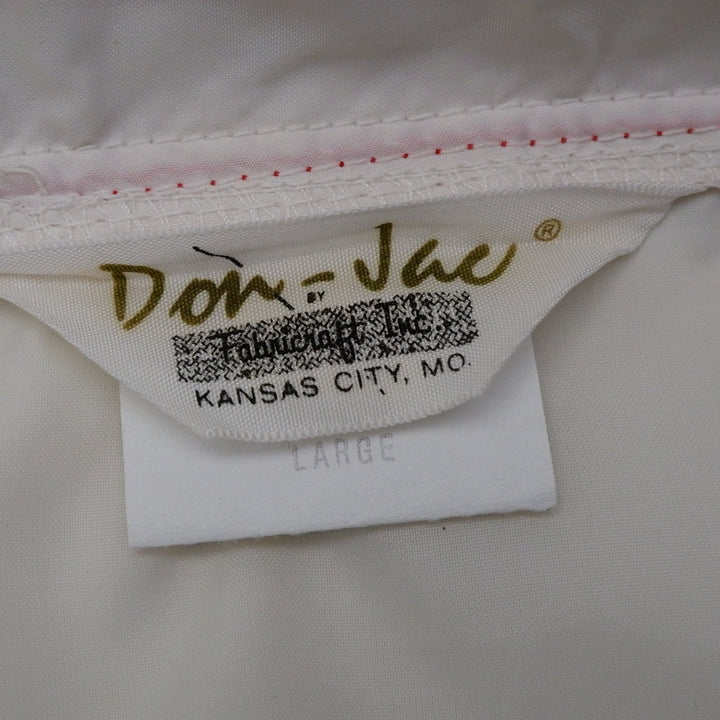 Don-Jac®
BY
Fabricraft Inc.
KANSAS CITY, MO.
LARGE